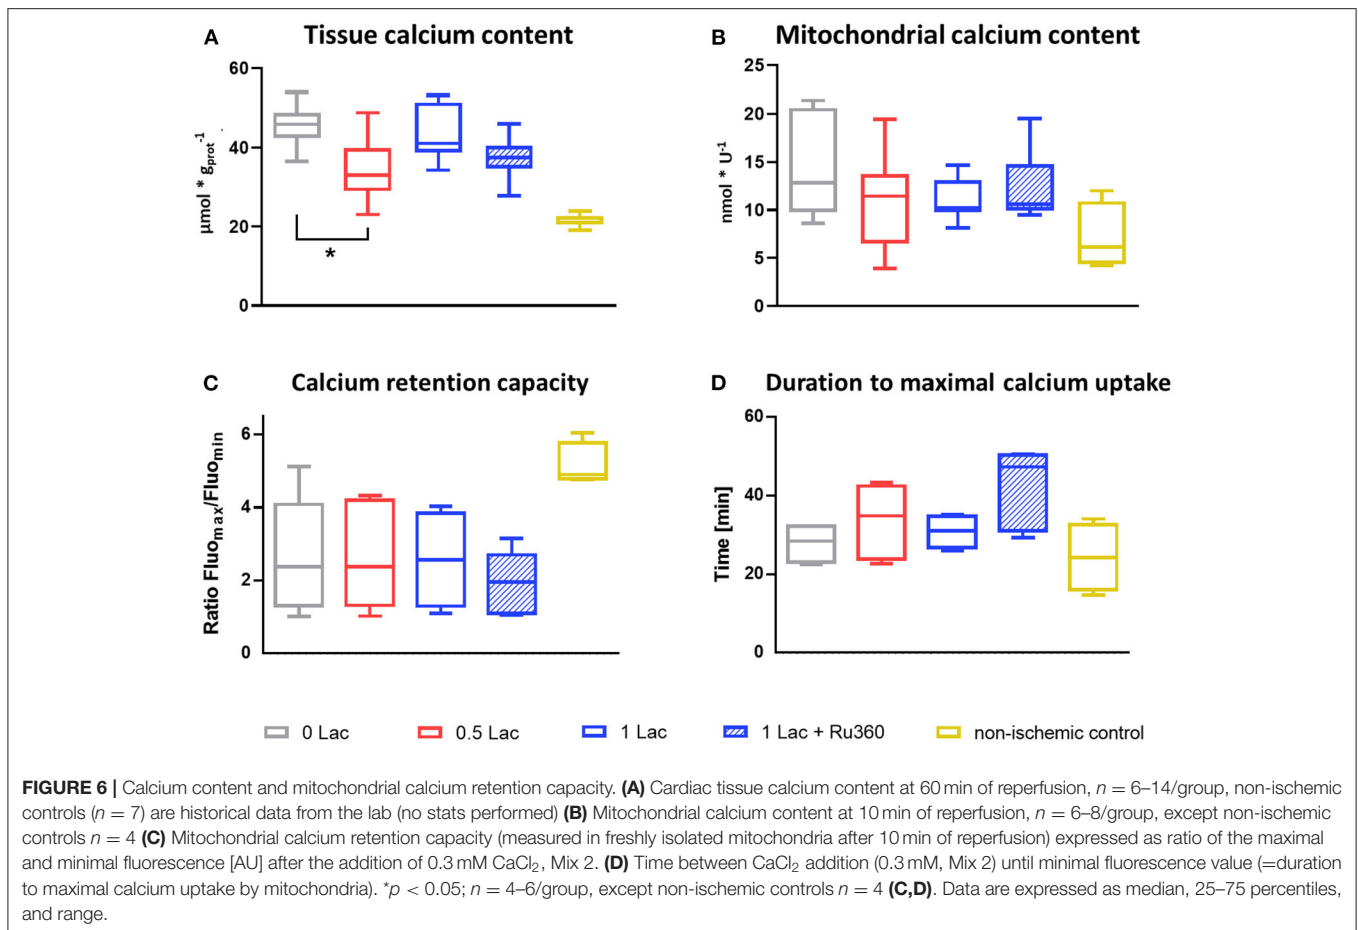 A Tissue calcium content
60
40
20
0
µmol * gprot-1
*
B Mitochondrial calcium content
25
20
15
10
5
0
nmol * U-1
C Calcium retention capacity
6
4
2
0
Ratio Fluomax/Fluomin
D Duration to maximal calcium uptake
60
40
20
0
Time [min]
0 Lac 0.5 Lac 1 Lac 1 Lac + Ru360 non-ischemic control
FIGURE 6 | Calcium content and mitochondrial calcium retention capacity. (A) Cardiac tissue calcium content at 60 min of reperfusion, n = 6–14/group, non-ischemic
controls (n = 7) are historical data from the lab (no stats performed) (B) Mitochondrial calcium content at 10 min of reperfusion, n = 6–8/group, except non-ischemic
controls n = 4 (C) Mitochondrial calcium retention capacity (measured in freshly isolated mitochondria after 10 min of reperfusion) expressed as ratio of the maximal
and minimal fluorescence [AU] after the addition of 0.3 mM CaCl2, Mix 2. (D) Time between CaCl2 addition (0.3 mM, Mix 2) until minimal fluorescence value (=duration
to maximal calcium uptake by mitochondria). *p < 0.05; n = 4–6/group, except non-ischemic controls n = 4 (C,D). Data are expressed as median, 25–75 percentiles,
and range.